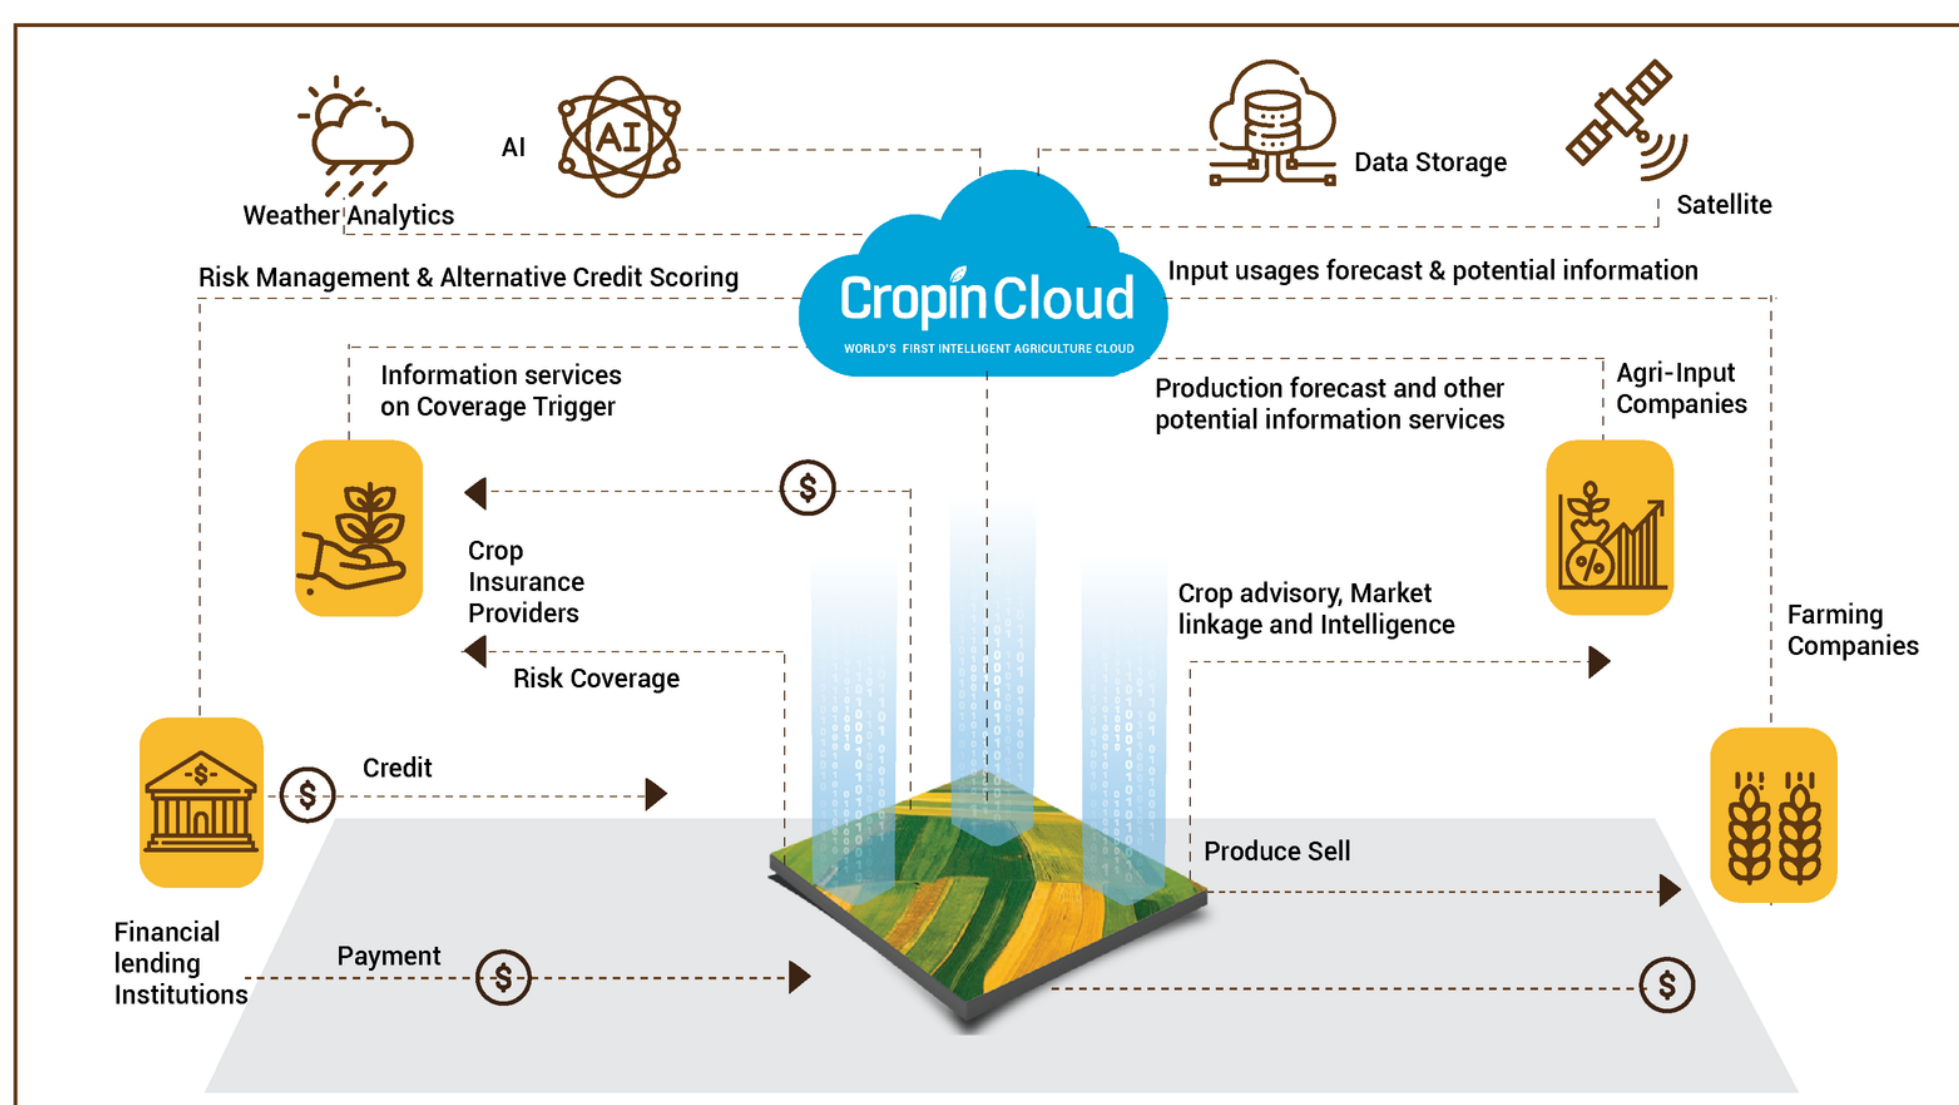 AI
AI
Data Storage
Satellite
Weather Analytics
Risk Management & Alternative Credit Scoring
Input usages forecast & potential information
Cropin Cloud
WORLD'S FIRST INTELLIGENT AGRICULTURE CLOUD
Information services
on Coverage Trigger
Production forecast and other
potential information services
Agri-Input
Companies
$
%
Crop
Insurance
Providers
Crop advisory, Market
linkage and Intelligence
Farming
Companies
Risk Coverage
-$-
Credit
$
Produce Sell
Financial
lending
Institutions
Payment
$
$